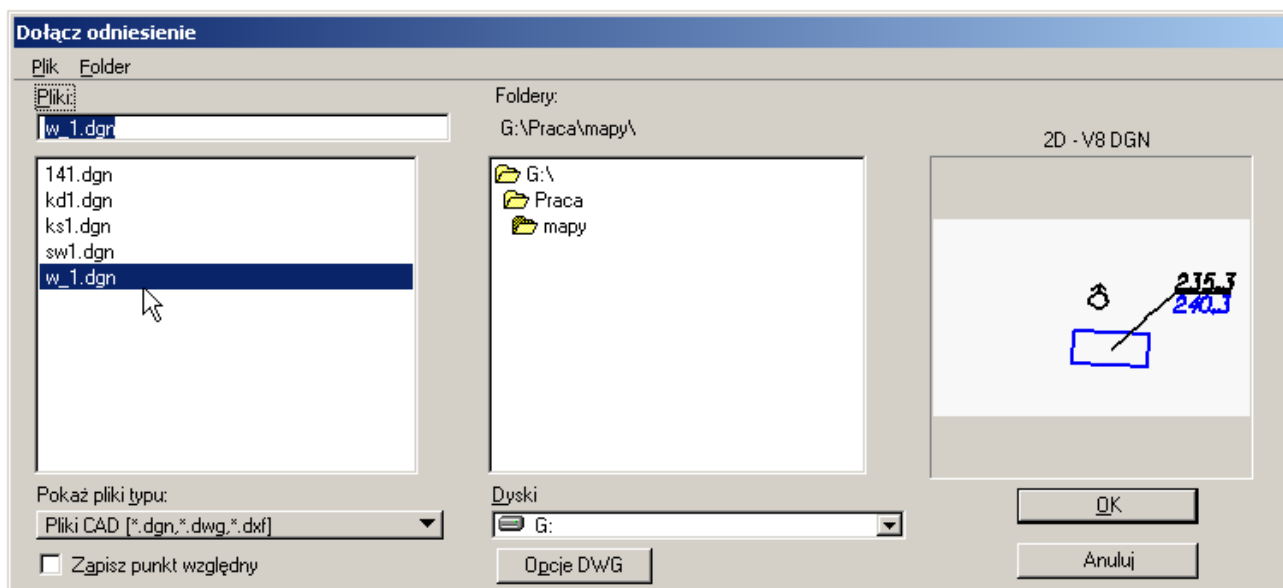 Dołącz odniesienie
Plik Folder
Pliki:
w_1.dgn
141.dgn
kd1.dgn
ks1.dgn
sw1.dgn
w_1.dgn
Pokaż pliki typu:
Pliki CAD [*.dgn,*.dwg,*.dxf]
Zapisz punkt względny
Foldery:
G:\Praca\mapy\
G:\
Praca
mapy
Dyski
G:
Opcje DWG
2D - V8 DGN
235.3
240.3
OK
Anuluj